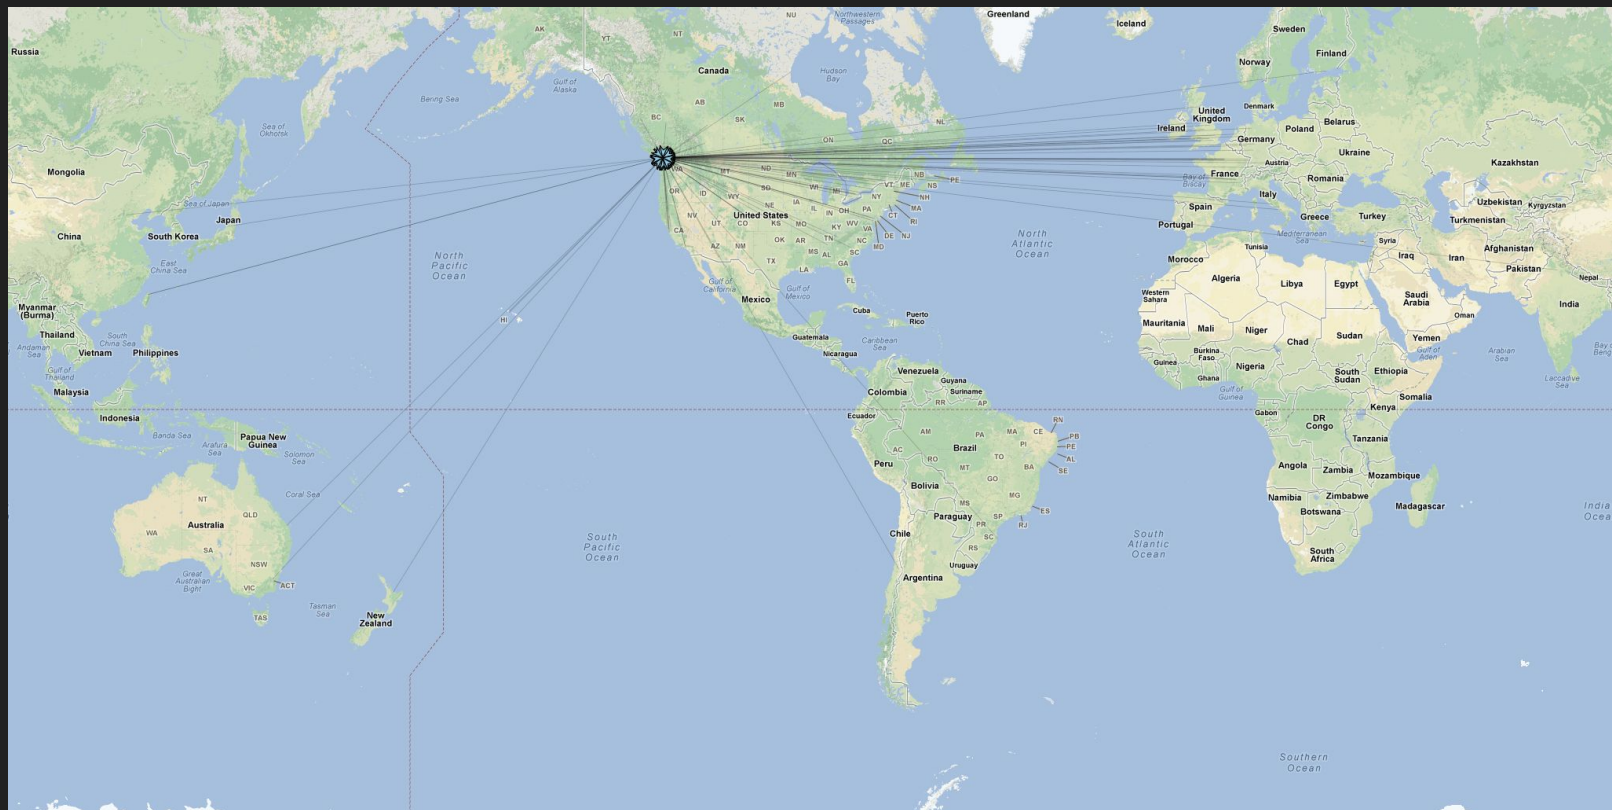 Greenland
Iceland
NU
Northwestern
Passages
Sweden
Finland
Norway
Russia
AK
YT
NT
Canada
Hudson
Bay
Gulf of
Alaska
Bering Sea
Sea of
Okhotsk
AB
MB
BC
SK
NL
ON
QC
Denmark
United
Kingdom
Ireland
Belarus
Poland
Germany
Ukraine
Kazakhstan
Austria
France
Romania
Bay of
Biscay
Italy
Mongolia
WA
MT
ND
MN
NB
PE
NS
VT
ME
NH
OR
ID
WY
SD
WI
MI
NY
MA
CT
RI
NE
IA
IL
IN
OH
PA
NJ
DE
MD
NV
UT
CO
United States
KS
MO
KY
WV
VA
CA
AZ
NM
OK
AR
TN
NC
SC
MS
AL
GA
TX
LA
FL
Sea of Japan
Japan
South Korea
China
East
China Sea
North
Pacific
Ocean
North
Atlantic
Ocean
Spain
Portugal
Greece
Turkey
Uzbekistan
Kyrgyzstan
Turkmenistan
Mediterranean
Sea
Tunisia
Syria
Iraq
Iran
Afghanistan
Pakistan
Nepal
Morocco
Algeria
Libya
Egypt
Western
Sahara
Saudi
Arabia
Oman
India
Gulf of
California
Gulf of
Mexico
Mexico
Cuba
Puerto
Rico
HI
Myanmar
(Burma)
Thailand
South
China Sea
Andaman
Sea
Vietnam
Philippines
Gulf of
Thailand
Malaysia
Indonesia
Guatemala
Caribbean
Sea
Nicaragua
Mauritania
Mali
Niger
Chad
Sudan
Yemen
Gulf of
Aden
Arabian
Sea
Laccadive
Sea
Burkina
Faso
Guinea
Ghana
Nigeria
Gulf of
Guinea
South
Sudan
Ethiopia
Somalia
Venezuela
Guyana
Suriname
Colombia
RR
AP
Ecuador
Gabon
DR
Congo
Kenya
Tanzania
Papua New
Guinea
Banda Sea
Arafura
Sea
Solomon
Sea
AM
PA
MA
CE
RN
PB
PE
PI
AL
SE
AC
RO
Brazil
TO
BA
MT
Peru
GO
Bolivia
MG
ES
MS
SP
RJ
Paraguay
PR
SC
RS
Chile
Uruguay
Argentina
Angola
Zambia
Mozambique
Namibia
Zimbabwe
Botswana
Madagascar
South
Africa
Coral Sea
NT
QLD
Australia
WA
SA
NSW
ACT
VIC
TAS
Great
Australian
Bight
Tasman
Sea
New
Zealand
South
Pacific
Ocean
South
Atlantic
Ocean
Southern
Ocean